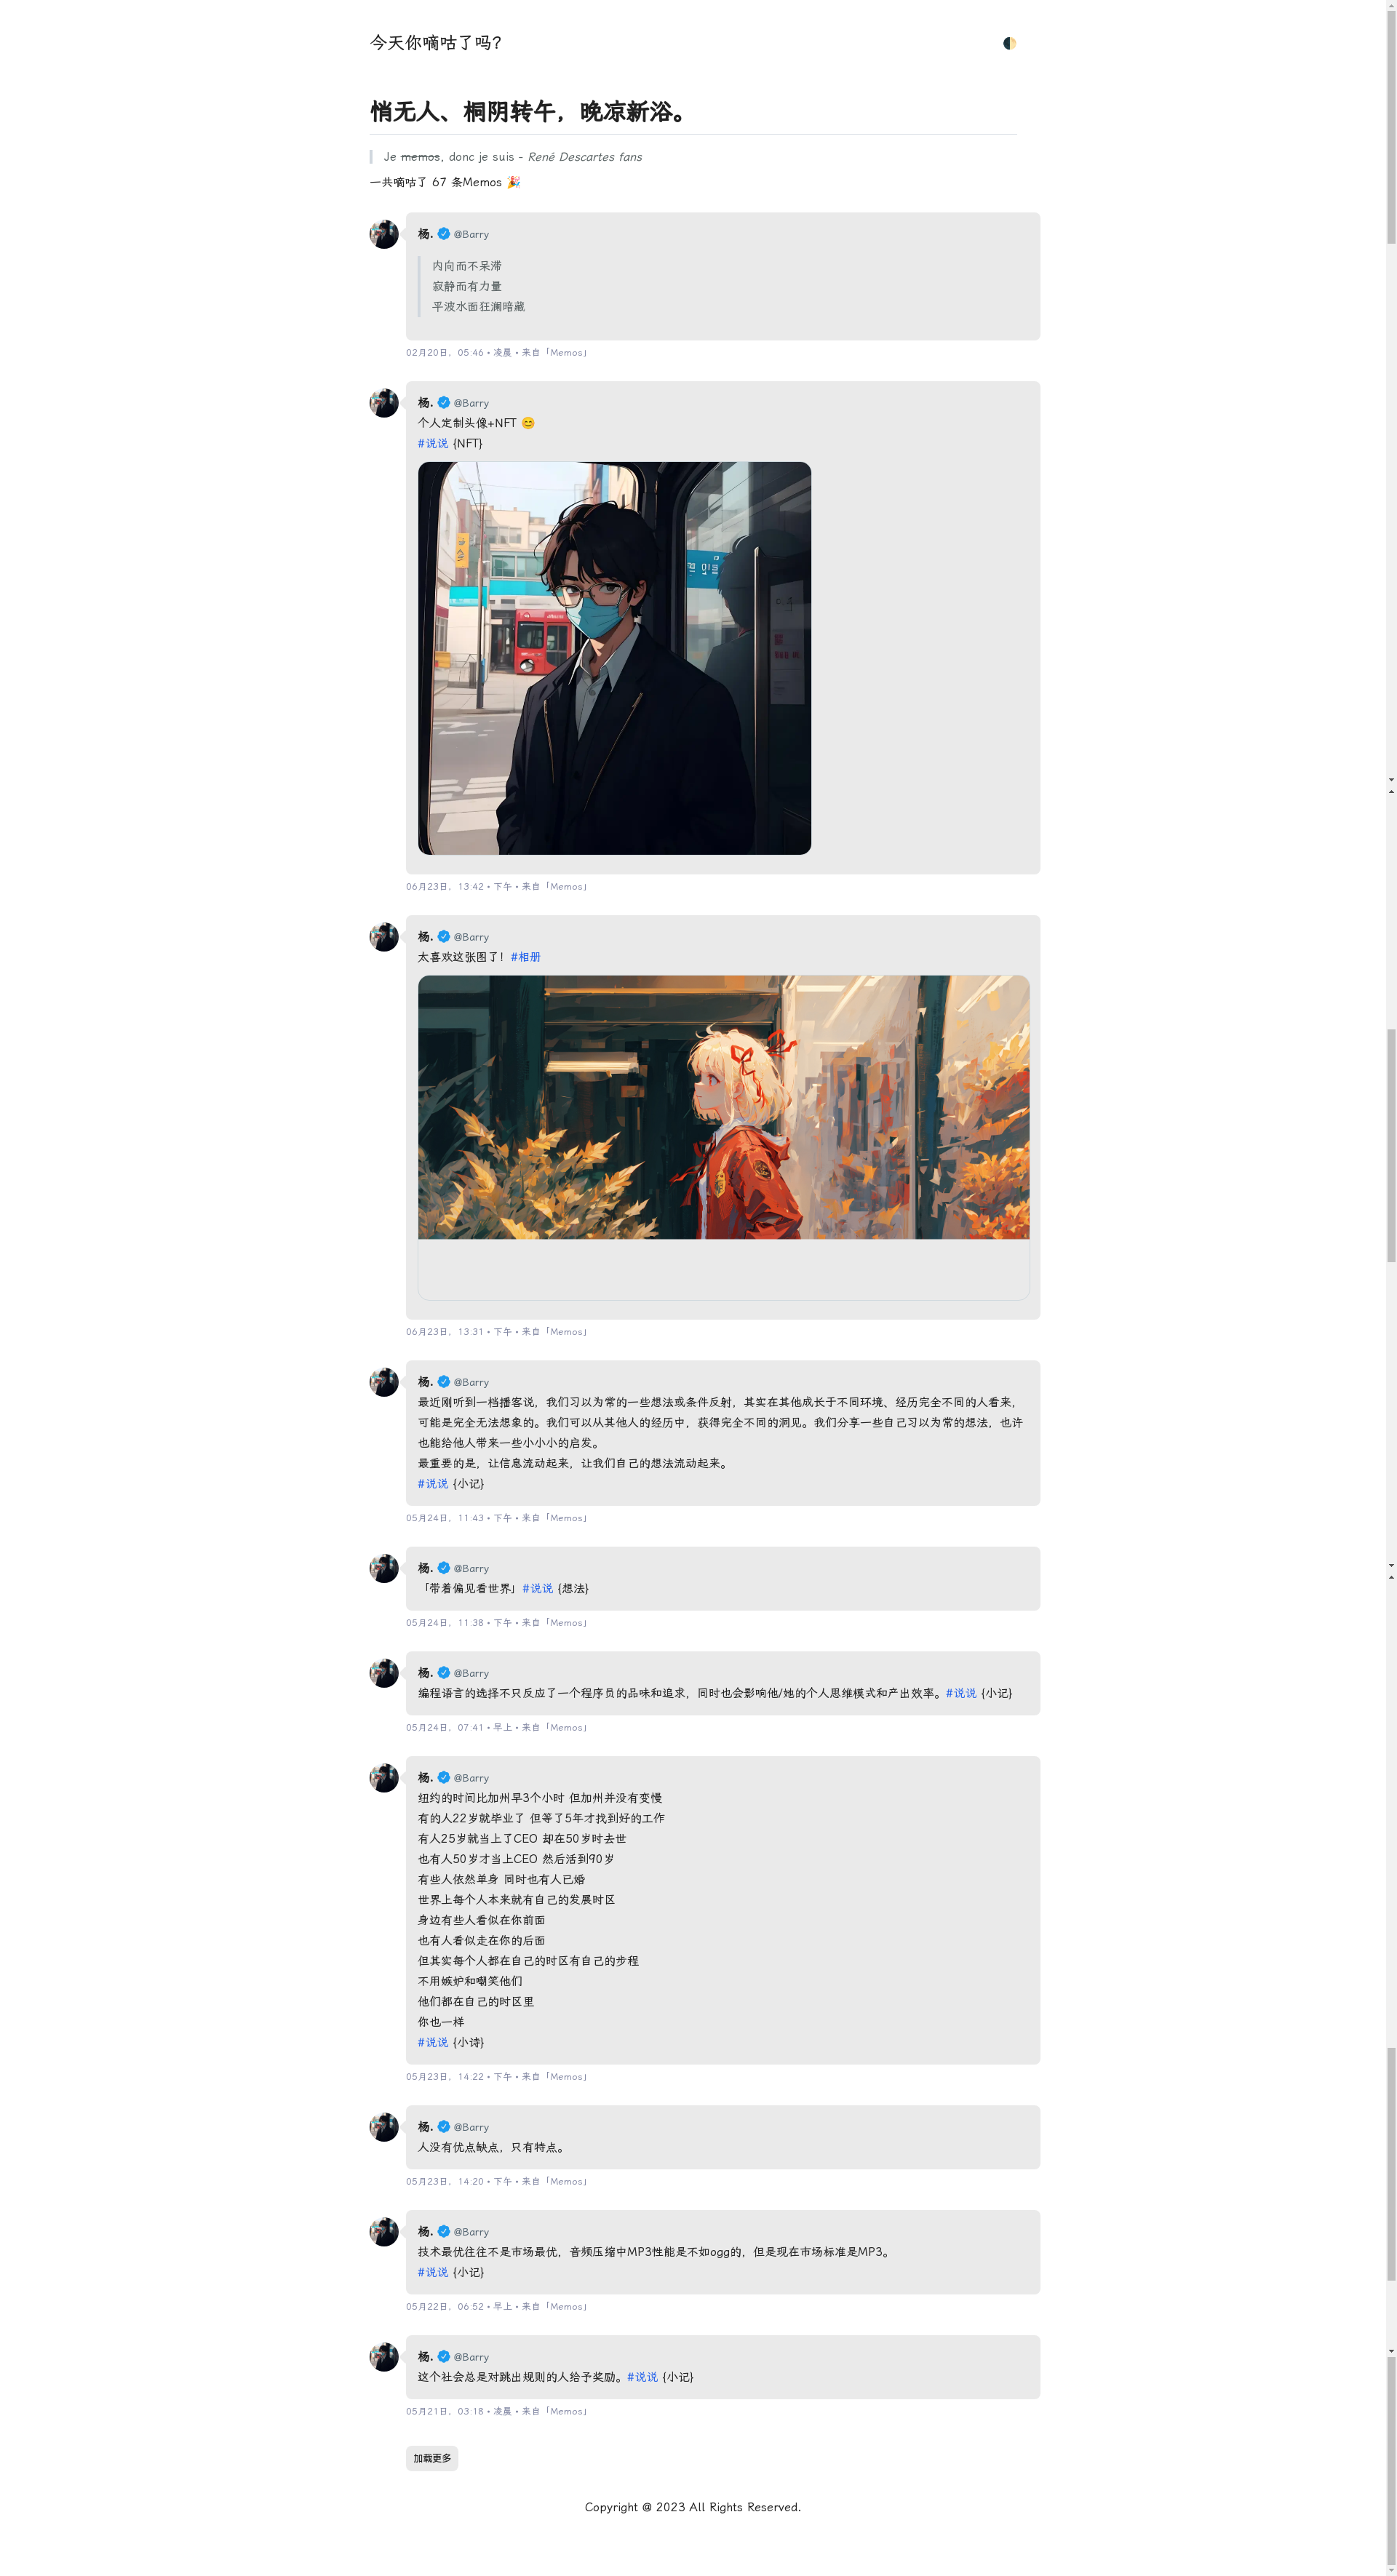 今天你嘀咕了吗？
悄无人、桐阴转午，晚凉新浴。
Je memos, donc je suis - René Descartes fans
一共嘀咕了 67 条Memos 🎉
杨. @Barry
内向而不呆滞
寂静而有力量
平波水面狂澜暗藏
02月20日，05:46 • 凌晨 • 来自「Memos」
杨. @Barry
个人定制头像+NFT 😊
#说说 {NFT}
06月23日，13:42 • 下午 • 来自「Memos」
杨. @Barry
太喜欢这张图了！#相册
06月23日，13:31 • 下午 • 来自「Memos」
杨. @Barry
最近刚听到一档播客说，我们习以为常的一些想法或条件反射，其实在其他成长于不同环境、经历完全不同的人看来，
可能是完全无法想象的。我们可以从其他人的经历中，获得完全不同的洞见。我们分享一些自己习以为常的想法，也许
也能给他人带来一些小小小的启发。
最重要的是，让信息流动起来，让我们自己的想法流动起来。
#说说 {小记}
05月24日，11:43 • 下午 • 来自「Memos」
杨. @Barry
「带着偏见看世界」#说说 {想法}
05月24日，11:38 • 下午 • 来自「Memos」
杨. @Barry
编程语言的选择不只反应了一个程序员的品味和追求，同时也会影响他/她的个人思维模式和产出效率。#说说 {小记}
05月24日，07:41 • 早上 • 来自「Memos」
杨. @Barry
纽约的时间比加州早3个小时 但加州并没有变慢
有的人22岁就毕业了 但等了5年才找到好的工作
有人25岁就当上了CEO 却在50岁时去世
也有人50岁才当上CEO 然后活到90岁
有些人依然单身 同时也有人已婚
世界上每个人本来就有自己的发展时区
身边有些人看似在你前面
也有人看似走在你的后面
但其实每个人都在自己的时区有自己的步程
不用嫉妒和嘲笑他们
他们都在自己的时区里
你也一样
#说说 {小诗}
05月23日，14:22 • 下午 • 来自「Memos」
杨. @Barry
人没有优点缺点，只有特点。
05月23日，14:20 • 下午 • 来自「Memos」
杨. @Barry
技术最优往往不是市场最优，音频压缩中MP3性能是不如ogg的，但是现在市场标准是MP3。
#说说 {小记}
05月22日，06:52 • 早上 • 来自「Memos」
杨. @Barry
这个社会总是对跳出规则的人给予奖励。#说说 {小记}
05月21日，03:18 • 凌晨 • 来自「Memos」
加载更多
Copyright @ 2023 All Rights Reserved.